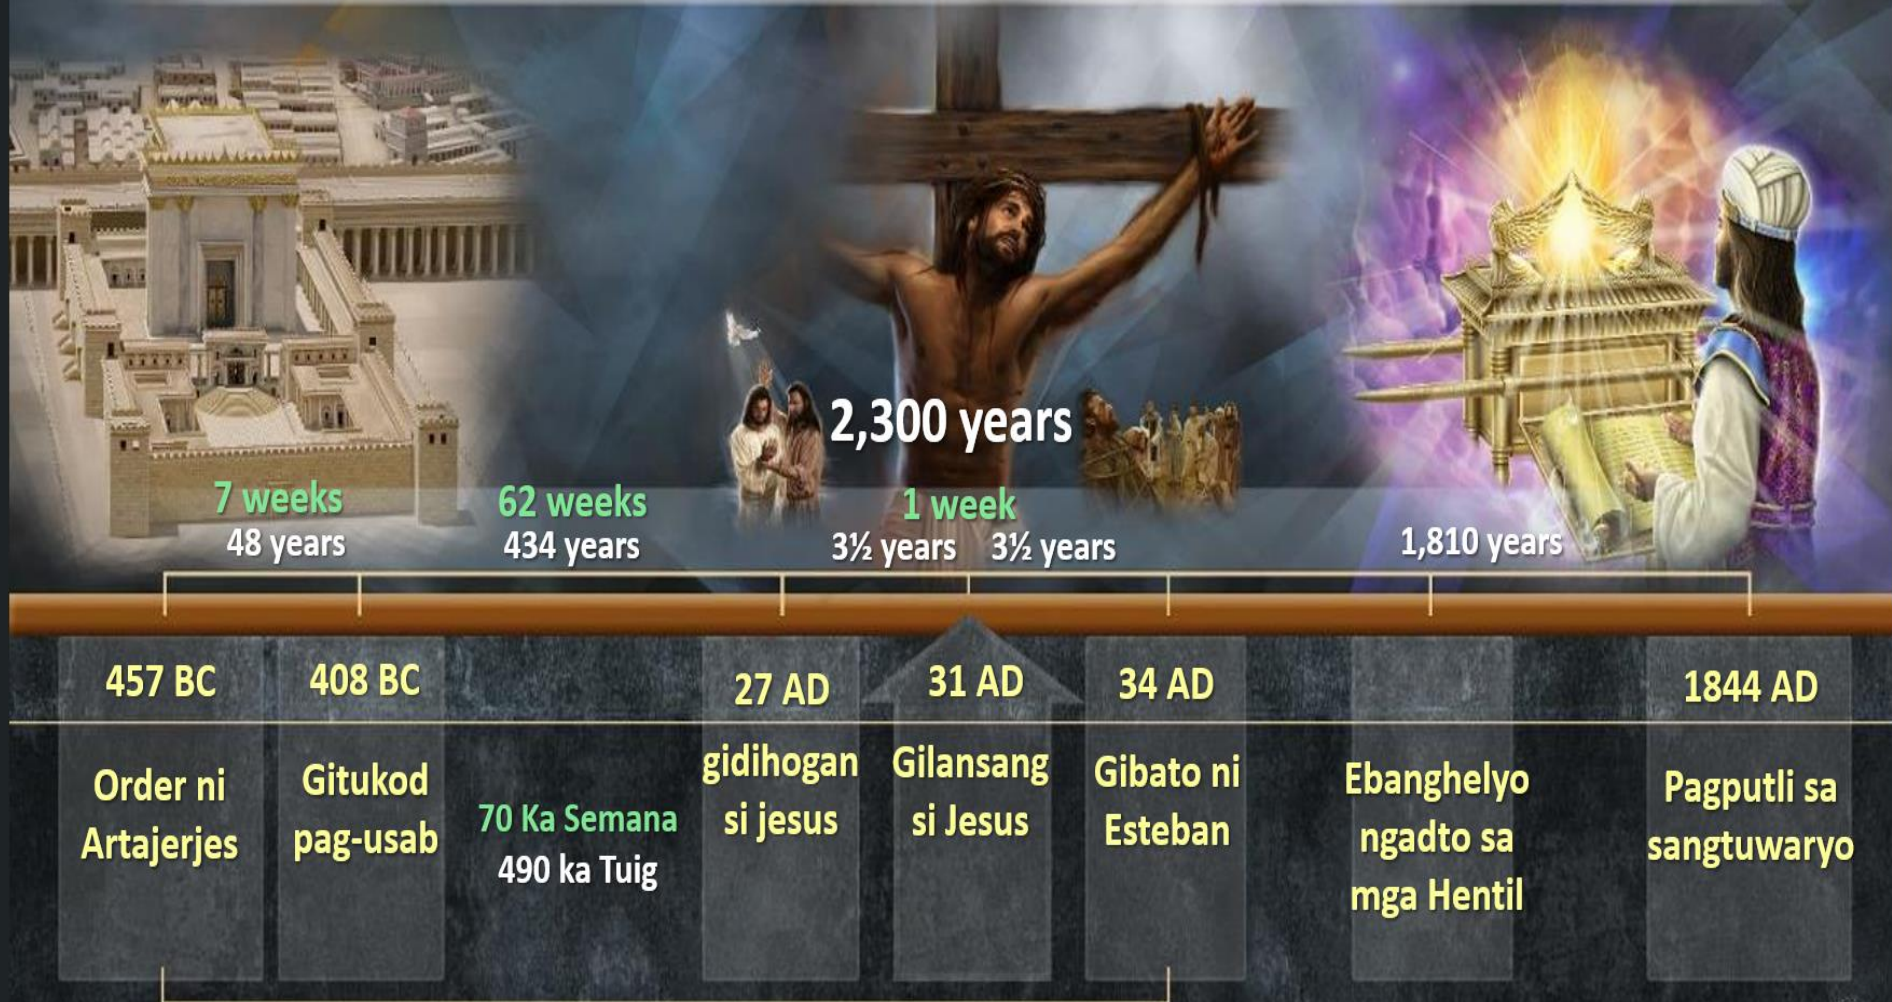 2,300 years
7 weeks
48 years
62 weeks
434 years
1 week
3½ years 3½ years
1,810 years
457 BC
408 BC
27 AD
31 AD
34 AD
1844 AD
Order ni
Artajerjes
Gitukod
pag-usab
70 Ka Semana
490 ka Tuig
gidihogan
si jesus
Gilansang
si Jesus
Gibato ni
Esteban
Ebanghelyo
ngadto sa
mga Hentil
Pagputli sa
sangtuwaryo